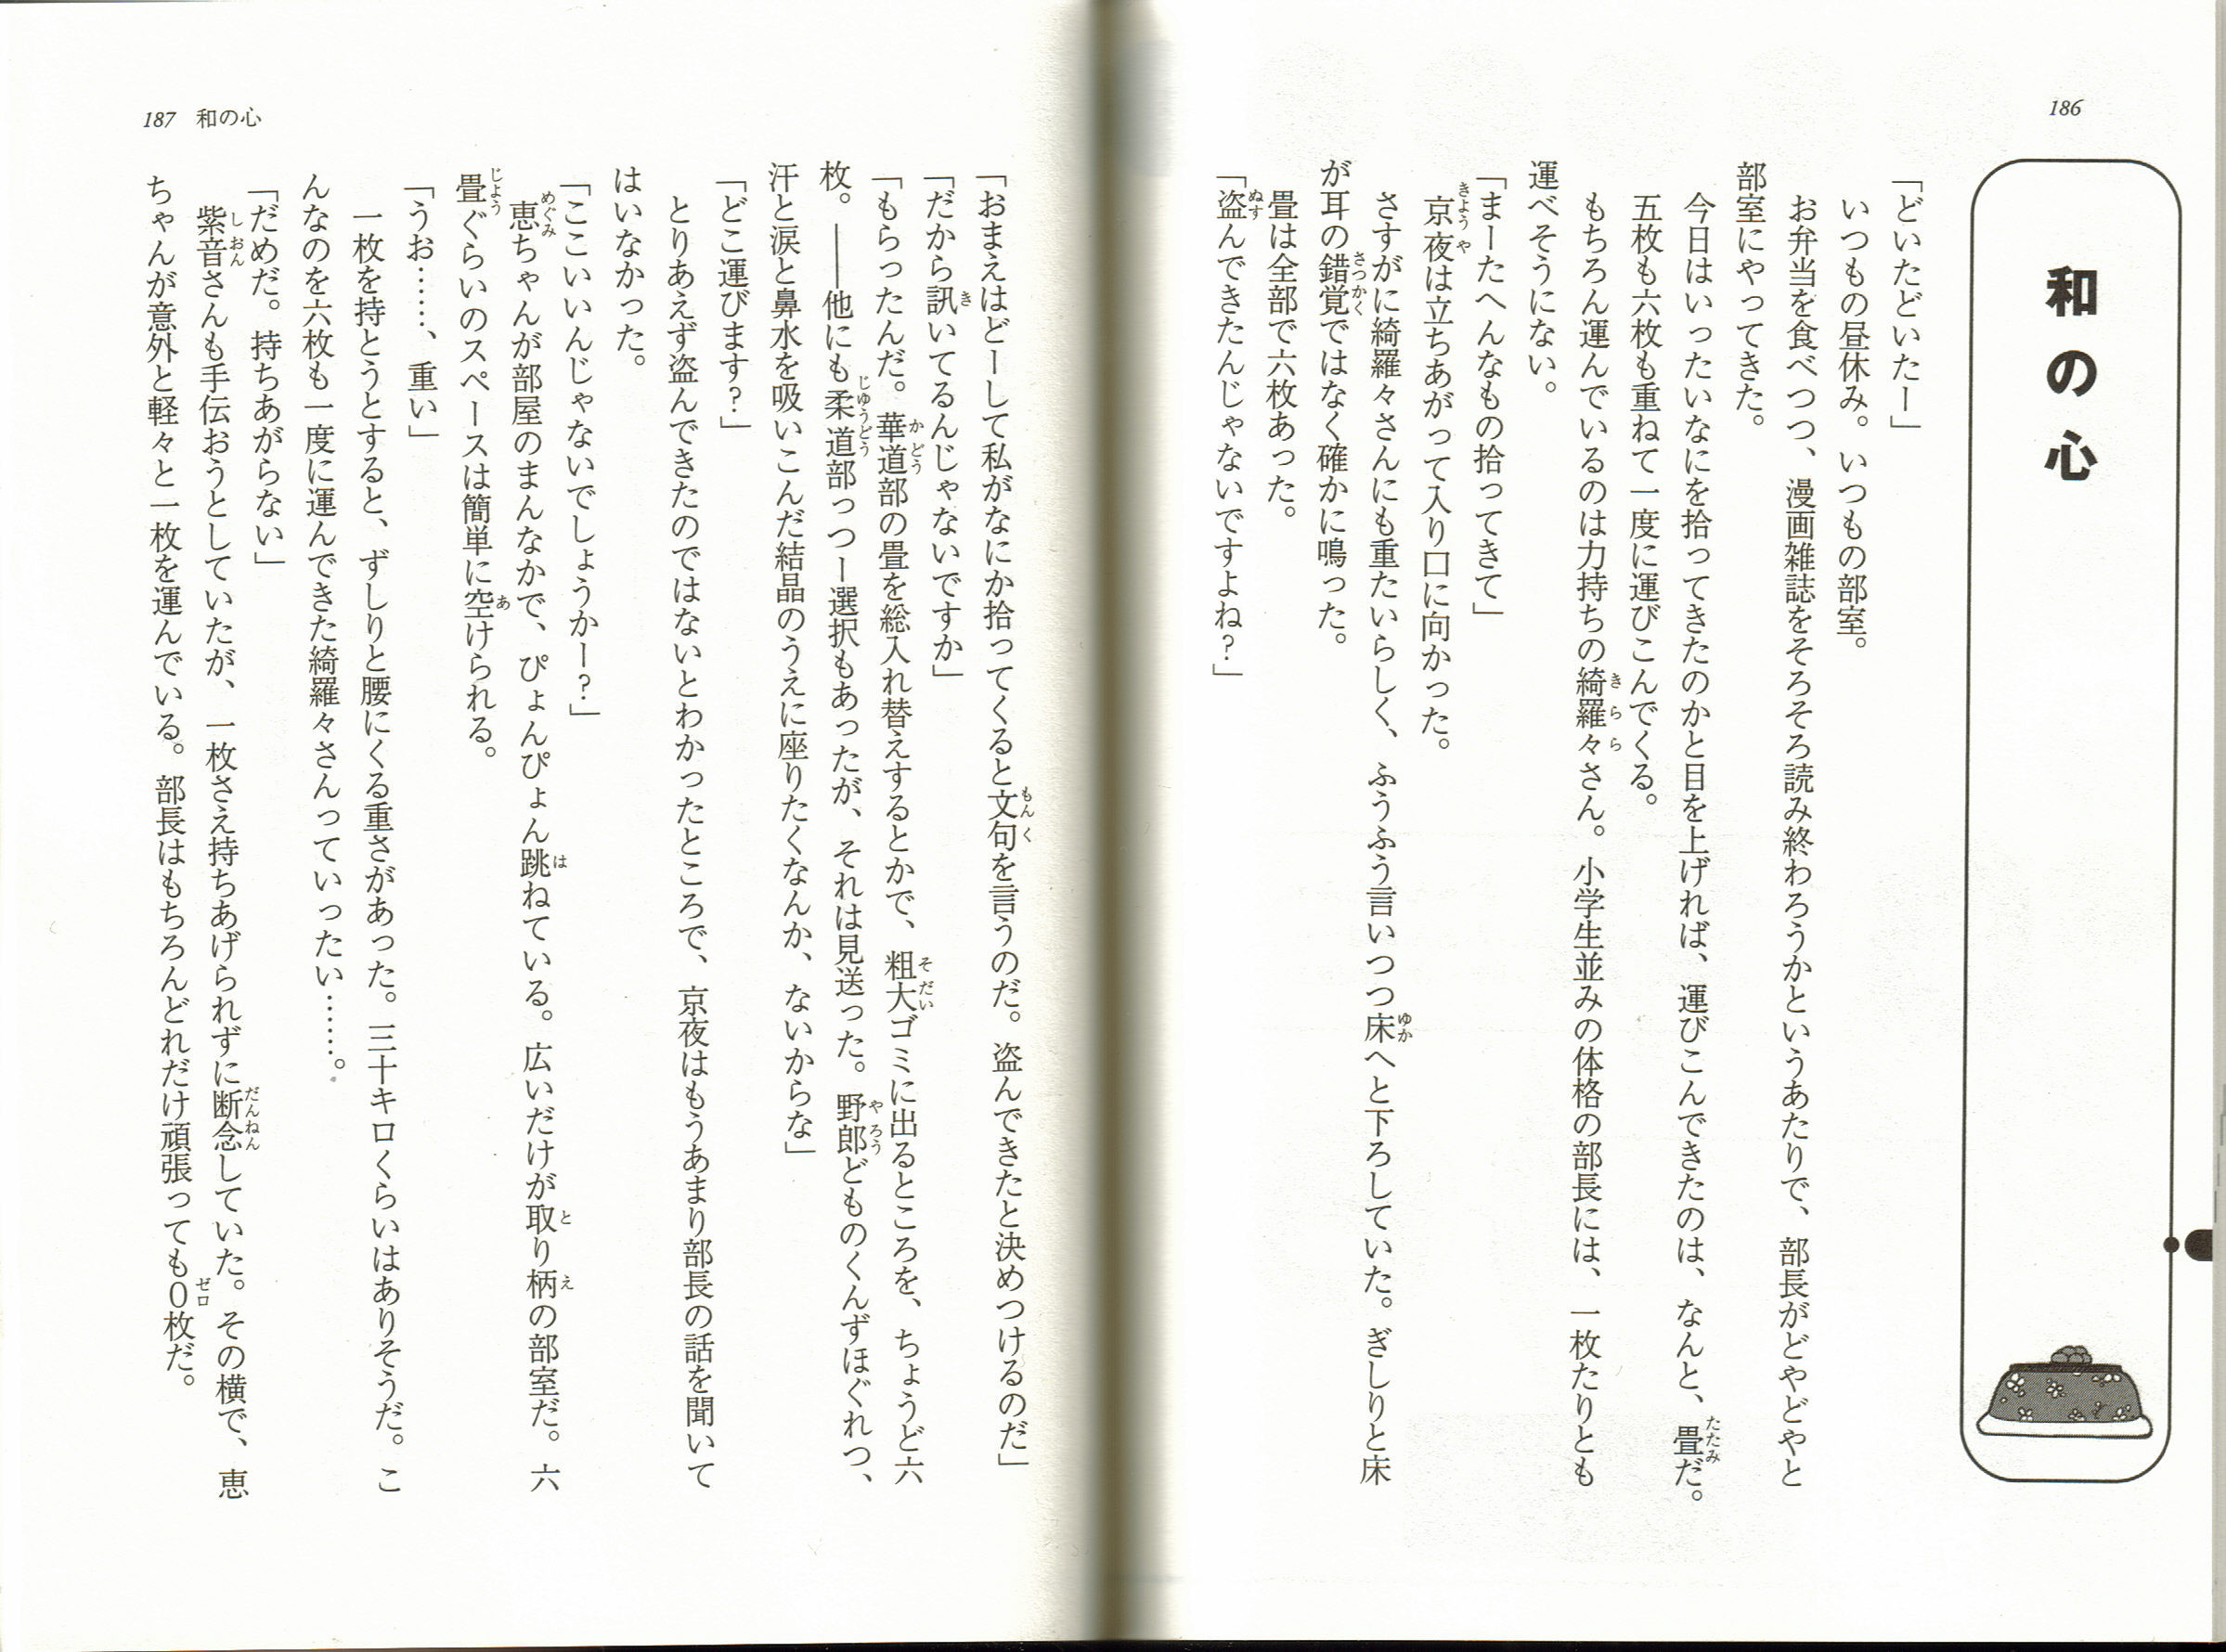 186
和の心
「どいたどいたー」
いつもの昼休み。いつもの部室。
お弁当を食べつつ、漫画雑誌をそろそろ読み終わろうかというあたりで、部長がどやどやと
部室にやってきた。
今日はいったいなにを拾ってきたのかと目を上げれば、運びこんできたのは、なんと、畳だ。
五枚も六枚も重ねて一度に運びこんでくる。
もちろん運んでいるのは力持ちの綺羅々さん。小学生並みの体格の部長には、一枚たりとも
運べそうにない。
「まーたへんなもの拾ってきて」
京夜は立ちあがって入り口に向かった。
さすがに綺羅々さんにも重たいらしく、ふうふう言いつつ床へと下ろしていた。ぎしりと床
が耳の錯覚ではなく確かに鳴った。
畳は全部で六枚あった。
「盗んできたんじゃないですよね？」
「おまえはどーして私がなにか拾ってくると文句を言うのだ。盗んできたと決めつけるのだ」
「だから訊いてるんじゃないですか」
「もらったんだ。華道部の畳を総入れ替えするとかで、粗大ゴミに出るところを、ちょうど六
枚。――他にも柔道部っつー選択もあったが、それは見送った。野郎どものくんずほぐれつ、
汗と涙と鼻水を吸いこんだ結晶のうえに座りたくなんか、ないからな」
「どこ運びます？」
とりあえず盗んできたのではないとわかったところで、京夜はもうあまり部長の話を聞いて
はいなかった。
「ここいいんじゃないでしょうかー？」
恵ちゃんが部屋のまんなかで、ぴょんぴょん跳ねている。広いだけが取り柄の部室だ。六
畳ぐらいのスペースは簡単に空けられる。
「うお……、重い」
一枚を持とうとすると、ずしりと腰にくる重さがあった。三十キロくらいはありそうだ。こ
んなのを六枚も一度に運んできた綺羅々さんっていったい……。
「だめだ。持ちあがらない」
紫音さんも手伝おうとしていたが、一枚さえ持ちあげられずに断念していた。その横で、恵
ちゃんが意外と軽々と一枚を運んでいる。部長はもちろんどれだけ頑張っても０枚だ。
187 和の心